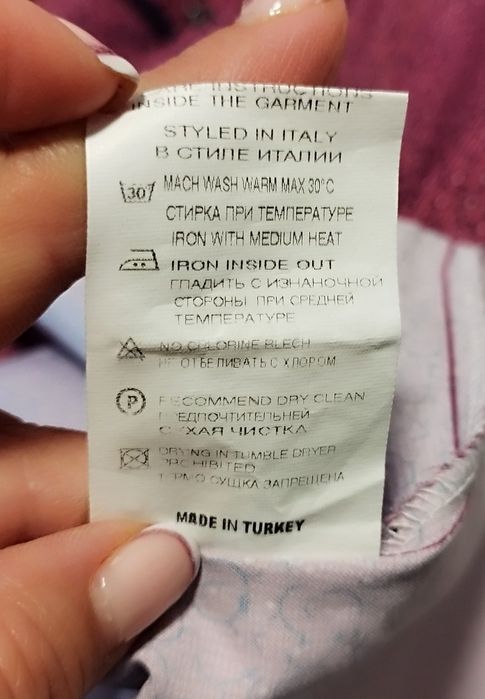 INSTRUCTIONS
INSIDE THE GARMENT
STYLED IN ITALY
В СТИЛЕ ИТАЛИИ
30 MACH WASH WARM MAX 30°C
СТИРКА ПРИ ТЕМПЕРАТУРЕ
IRON WITH MEDIUM HEAT
IRON INSIDE OUT
ГЛАДИТЬ С ИЗНАНОЧНОЙ
СТОРОНЫ ПРИ СРЕДНЕЙ
ТЕМПЕРАТУРЕ
NO CHLORINE BLECH
НЕ ОТБЕЛИВАТЬ С ХЛОРОМ
P RECOMMEND DRY CLEAN
ПРЕДПОЧТИТЕЛЬНЕЙ
СУХАЯ ЧИСТКА
DRYING IN TUMBLE DRYER
PROHIBITED
ТЕРМО СУШКА ЗАПРЕЩЕНА
MADE IN TURKEY